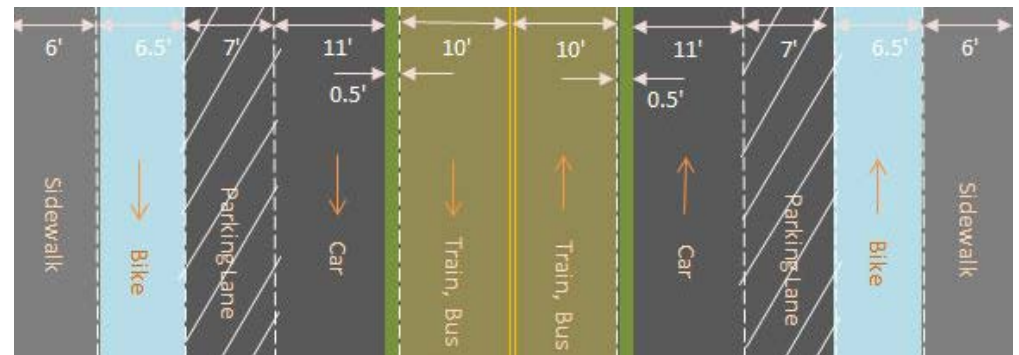 6' 6.5' 7' 11' 10' 10' 11' 7' 6.5' 6'
0.5' 0.5'
Sidewalk
Bike
Parking Lane
Car
Train, Bus
Train, Bus
Car
Parking Lane
Bike
Sidewalk